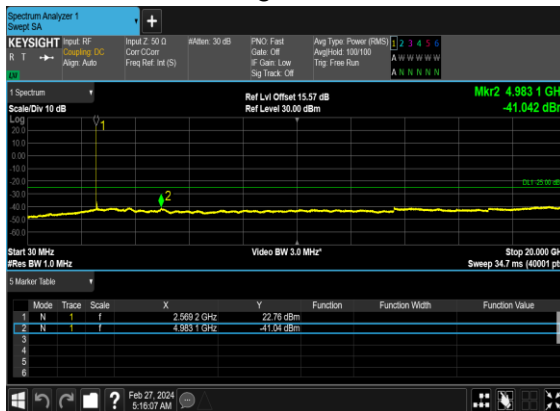 Spectrum Analyzer 1
Swept SA
KEYSIGHT Input: RF Input Z: 50 Ω #Atten: 30 dB PNO: Fast Avg Type: Power (RMS) 1 2 3 4 5 6
R T Coupling: DC Corr CCorr Gate: Off Avg|Hold: 100/100 A W W W W W
Align: Auto Freq Ref: Int (S) IF Gain: Low Trig: Free Run
Sig Track: Off A N N N N N
1 Spectrum
Ref Lvl Offset 15.57 dB Mkr2 4.983 1 GH
Scale/Div 10 dB Ref Level 30.00 dBm -41.042 dBr
Log
1
20.0
10.0
0.00
-10.0
-20.0
-30.0
2
-40.0
-50.0
-60.0
Start 30 MHz Video BW 3.0 MHz* Stop 20.000 GH
#Res BW 1.0 MHz Sweep 34.7 ms (40001 pt
5 Marker Table
Mode Trace Scale X Y Function Function Width Function Value
1 N 1 f 2.569 2 GHz 22.76 dBm
2 N 1 f 4.983 1 GHz -41.04 dBm
3
4
5
6
? Feb 27, 2024
5:16:07 AM